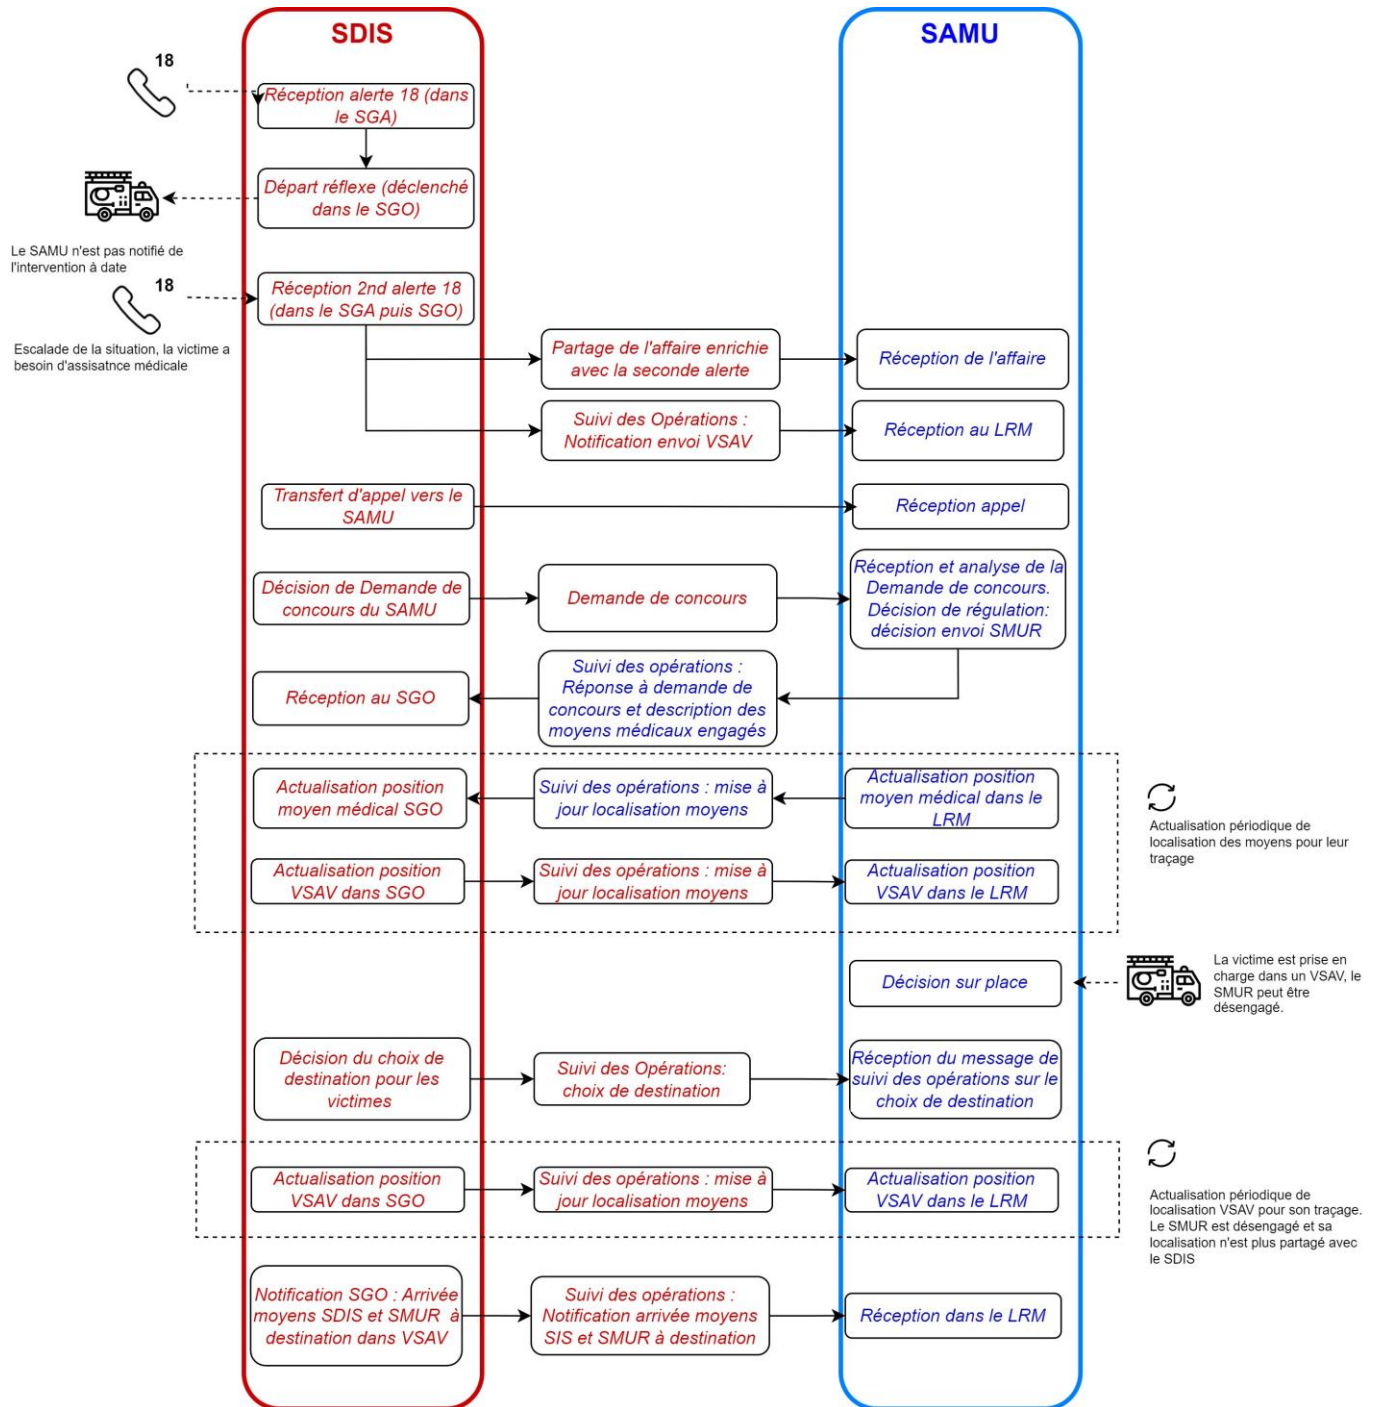 SDIS
SAMU
18
Réception alerte 18 (dans
le SGA)
Départ réflexe (déclenché
dans le SGO)
Le SAMU n'est pas notifié de
l'intervention à date
18
Réception 2nd alerte 18
(dans le SGA puis SGO)
Escalade de la situation, la victime a
besoin d'assisatnce médicale
Partage de l'affaire enrichie
avec la seconde alerte
Réception de l'affaire
Suivi des Opérations :
Notification envoi VSAV
Réception au LRM
Transfert d'appel vers le
SAMU
Réception appel
Décision de Demande de
concours du SAMU
Demande de concours
Réception et analyse de la
Demande de concours.
Décision de régulation:
décision envoi SMUR
Réception au SGO
Suivi des opérations :
Réponse à demande de
concours et description des
moyens médicaux engagés
Actualisation position
moyen médical SGO
Suivi des opérations : mise à
jour localisation moyens
Actualisation position
moyen médical dans le
LRM
Actualisation périodique de
localisation des moyens pour leur
traçage
Actualisation position
VSAV dans SGO
Suivi des opérations : mise à
jour localisation moyens
Actualisation position
VSAV dans le LRM
Décision sur place
La victime est prise en
charge dans un VSAV, le
SMUR peut être
désengagé.
Décision du choix de
destination pour les
victimes
Suivi des Opérations:
choix de destination
Réception du message de
suivi des opérations sur le
choix de destination
Actualisation position
VSAV dans SGO
Suivi des opérations : mise à
jour localisation moyens
Actualisation position
VSAV dans le LRM
Actualisation périodique de
localisation VSAV pour son traçage.
Le SMUR est désengagé et sa
localisation n'est plus partagé avec
le SDIS
Notification SGO : Arrivée
moyens SDIS et SMUR à
destination dans VSAV
Suivi des opérations :
Notification arrivée moyens
SIS et SMUR à destination
Réception dans le LRM